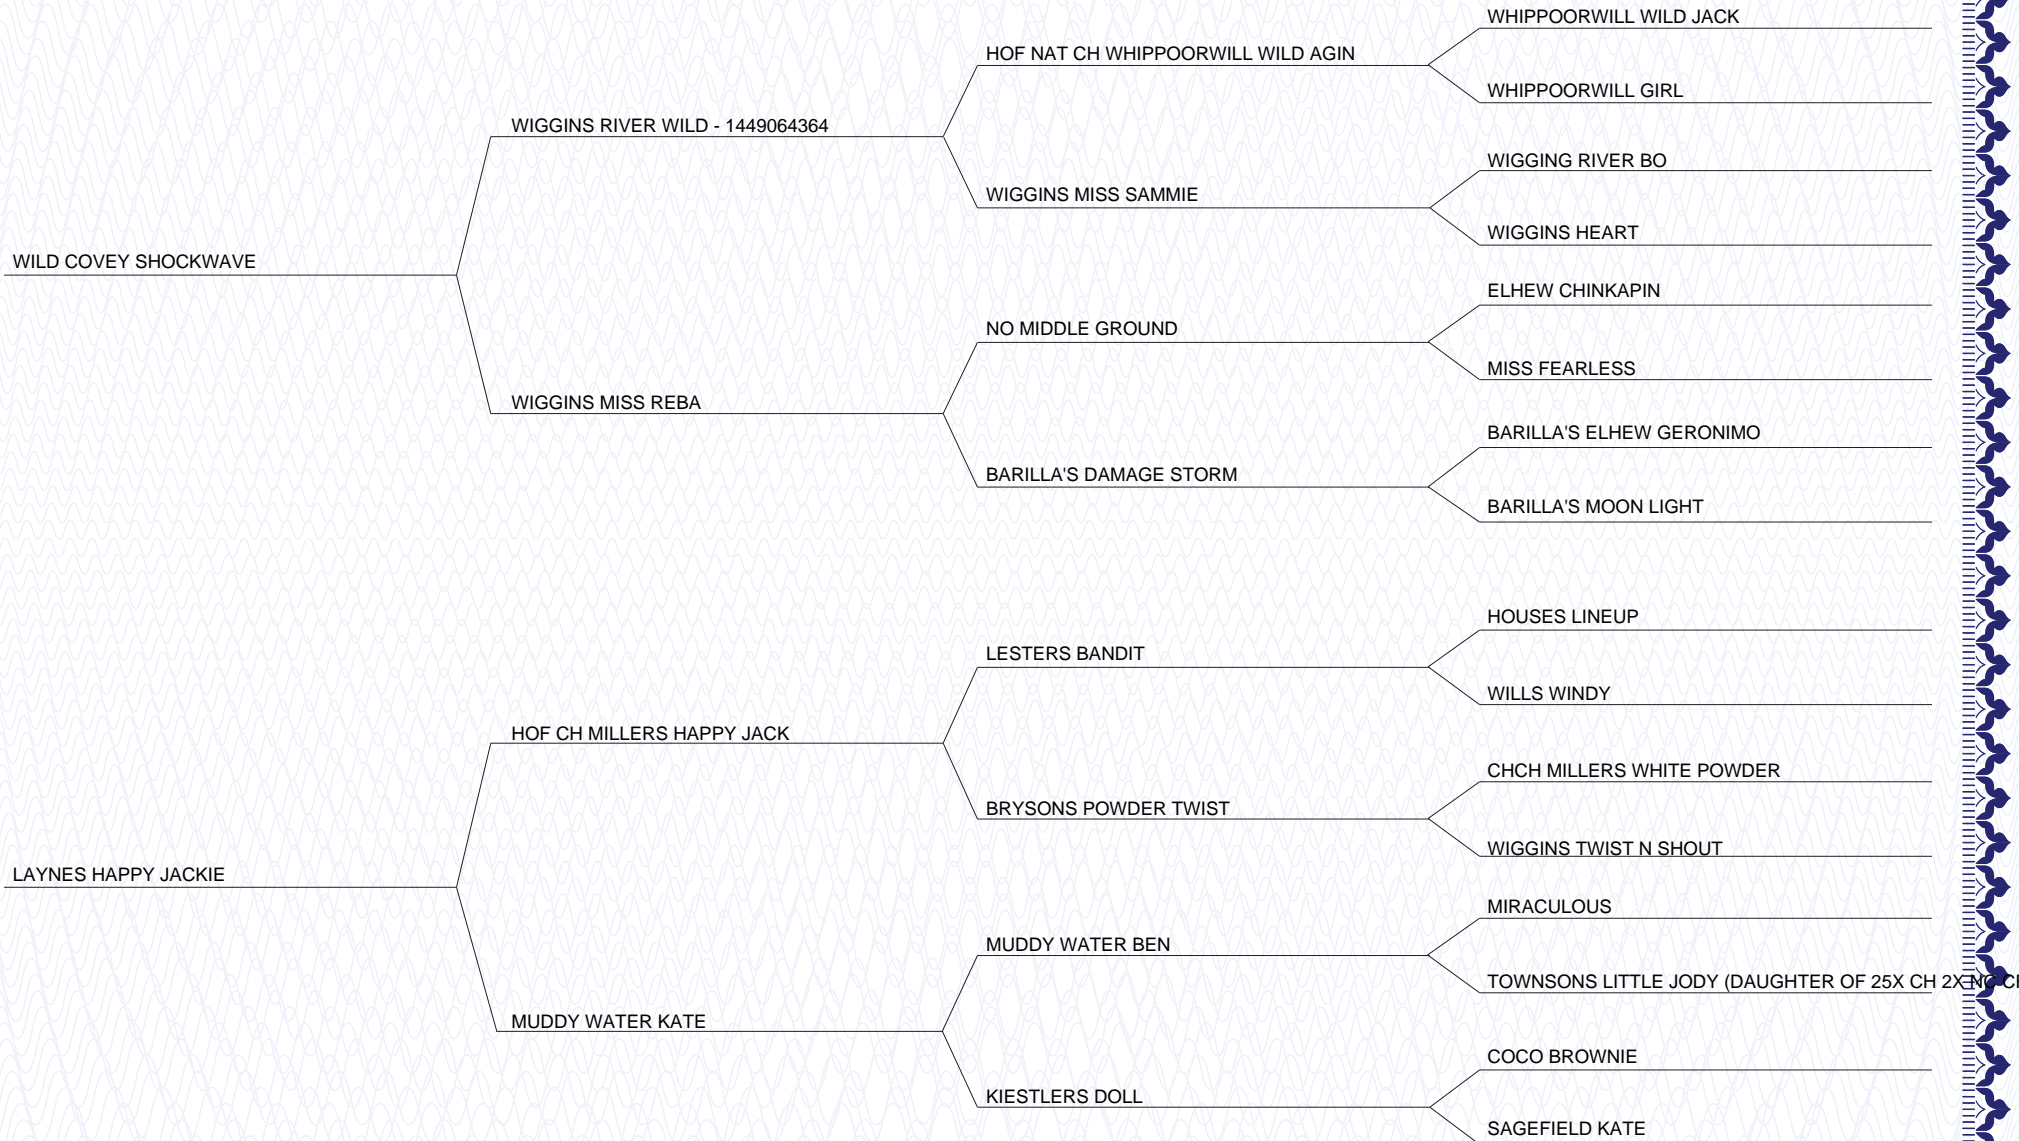 WHIPPOORWILL WILD JACK
HOF NAT CH WHIPPOORWILL WILD AGIN
WHIPPOORWILL GIRL
WIGGINS RIVER WILD - 1449064364
WIGGING RIVER BO
WIGGINS MISS SAMMIE
WIGGINS HEART
WILD COVEY SHOCKWAVE
ELHEW CHINKAPIN
NO MIDDLE GROUND
MISS FEARLESS
WIGGINS MISS REBA
BARILLA'S ELHEW GERONIMO
BARILLA'S DAMAGE STORM
BARILLA'S MOON LIGHT
HOUSES LINEUP
LESTERS BANDIT
WILLS WINDY
HOF CH MILLERS HAPPY JACK
CHCH MILLERS WHITE POWDER
BRYSONS POWDER TWIST
WIGGINS TWIST N SHOUT
LAYNES HAPPY JACKIE
MIRACULOUS
MUDDY WATER BEN
TOWNSONS LITTLE JODY (DAUGHTER OF 25X CH 2X NC
MUDDY WATER KATE
COCO BROWNIE
KIESTLERS DOLL
SAGEFIELD KATE